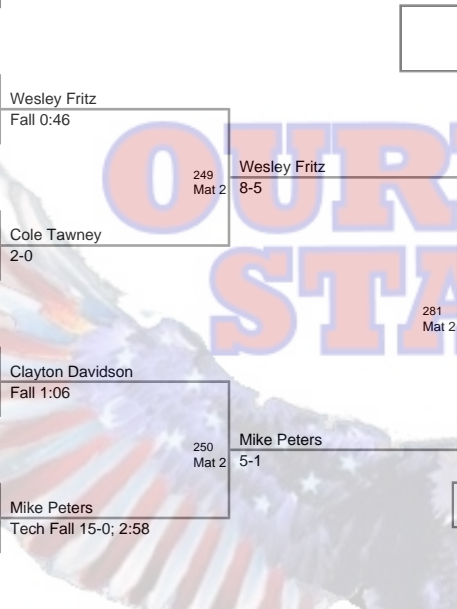 Wesley Fritz
Fall 0:46
249
Mat 2
Wesley Fritz
8-5
Cole Tawney
2-0
281
Mat 2
Clayton Davidson
Fall 1:06
250
Mat 2
Mike Peters
5-1
Mike Peters
Tech Fall 15-0; 2:58